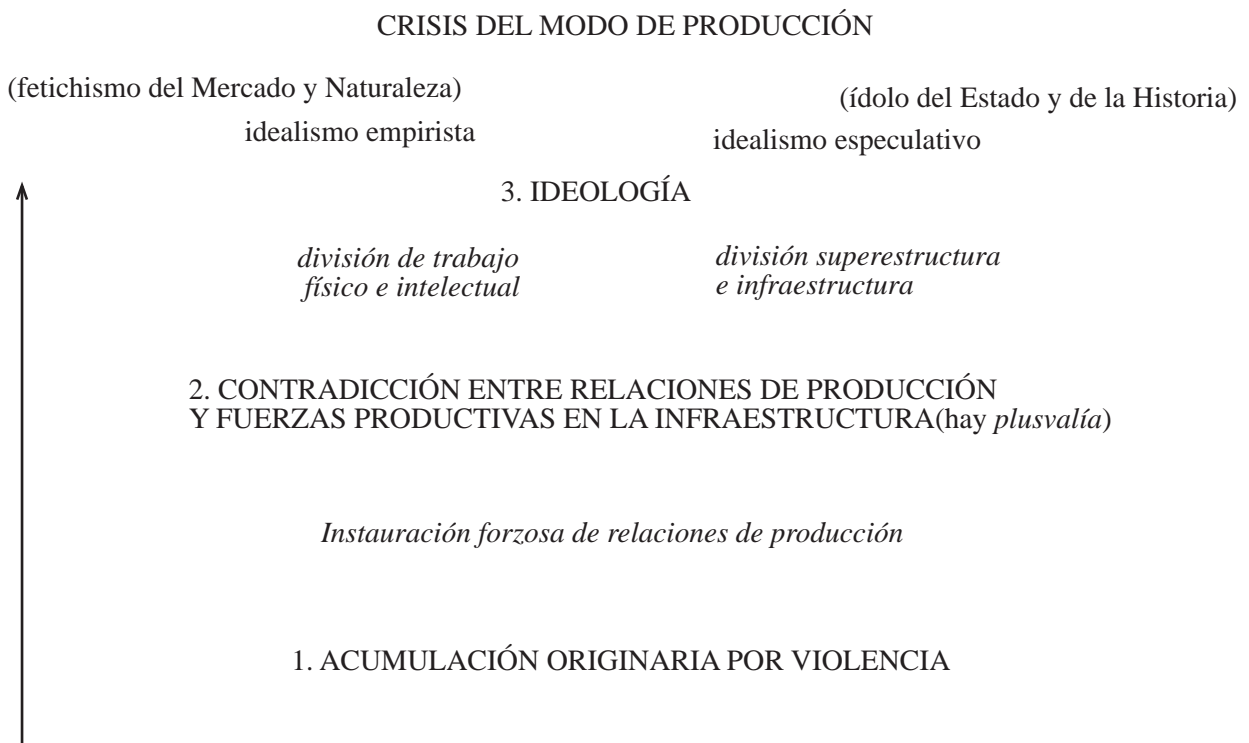 CRISIS DEL MODO DE PRODUCCIÓN
(fetichismo del Mercado y Naturaleza)
(ídolo del Estado y de la Historia)
idealismo empirista
idealismo especulativo
3. IDEOLOGÍA
división de trabajo
físico e intelectual
división superestructura
e infraestructura
2. CONTRADICCIÓN ENTRE RELACIONES DE PRODUCCIÓN
Y FUERZAS PRODUCTIVAS EN LA INFRAESTRUCTURA(hay plusvalía)
Instauración forzosa de relaciones de producción
1. ACUMULACIÓN ORIGINARIA POR VIOLENCIA